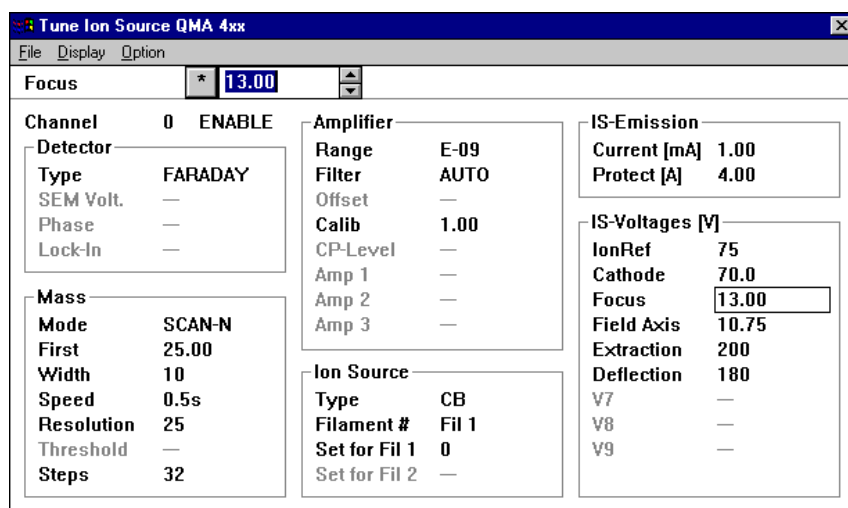 Tune Ion Source QMA 4xx
File Display Option
Focus * 13.00
Channel 0 ENABLE
Detector
Type FARADAY
SEM Volt. —
Phase —
Lock-In —
Mass
Mode SCAN-N
First 25.00
Width 10
Speed 0.5s
Resolution 25
Threshold —
Steps 32
Amplifier
Range E-09
Filter AUTO
Offset —
Calib 1.00
CP-Level —
Amp 1 —
Amp 2 —
Amp 3 —
Ion Source
Type CB
Filament # Fil 1
Set for Fil 1 0
Set for Fil 2 —
IS-Emission
Current [mA] 1.00
Protect [A] 4.00
IS-Voltages [V]
IonRef 75
Cathode 70.0
Focus 13.00
Field Axis 10.75
Extraction 200
Deflection 180
V7 —
V8 —
V9 —